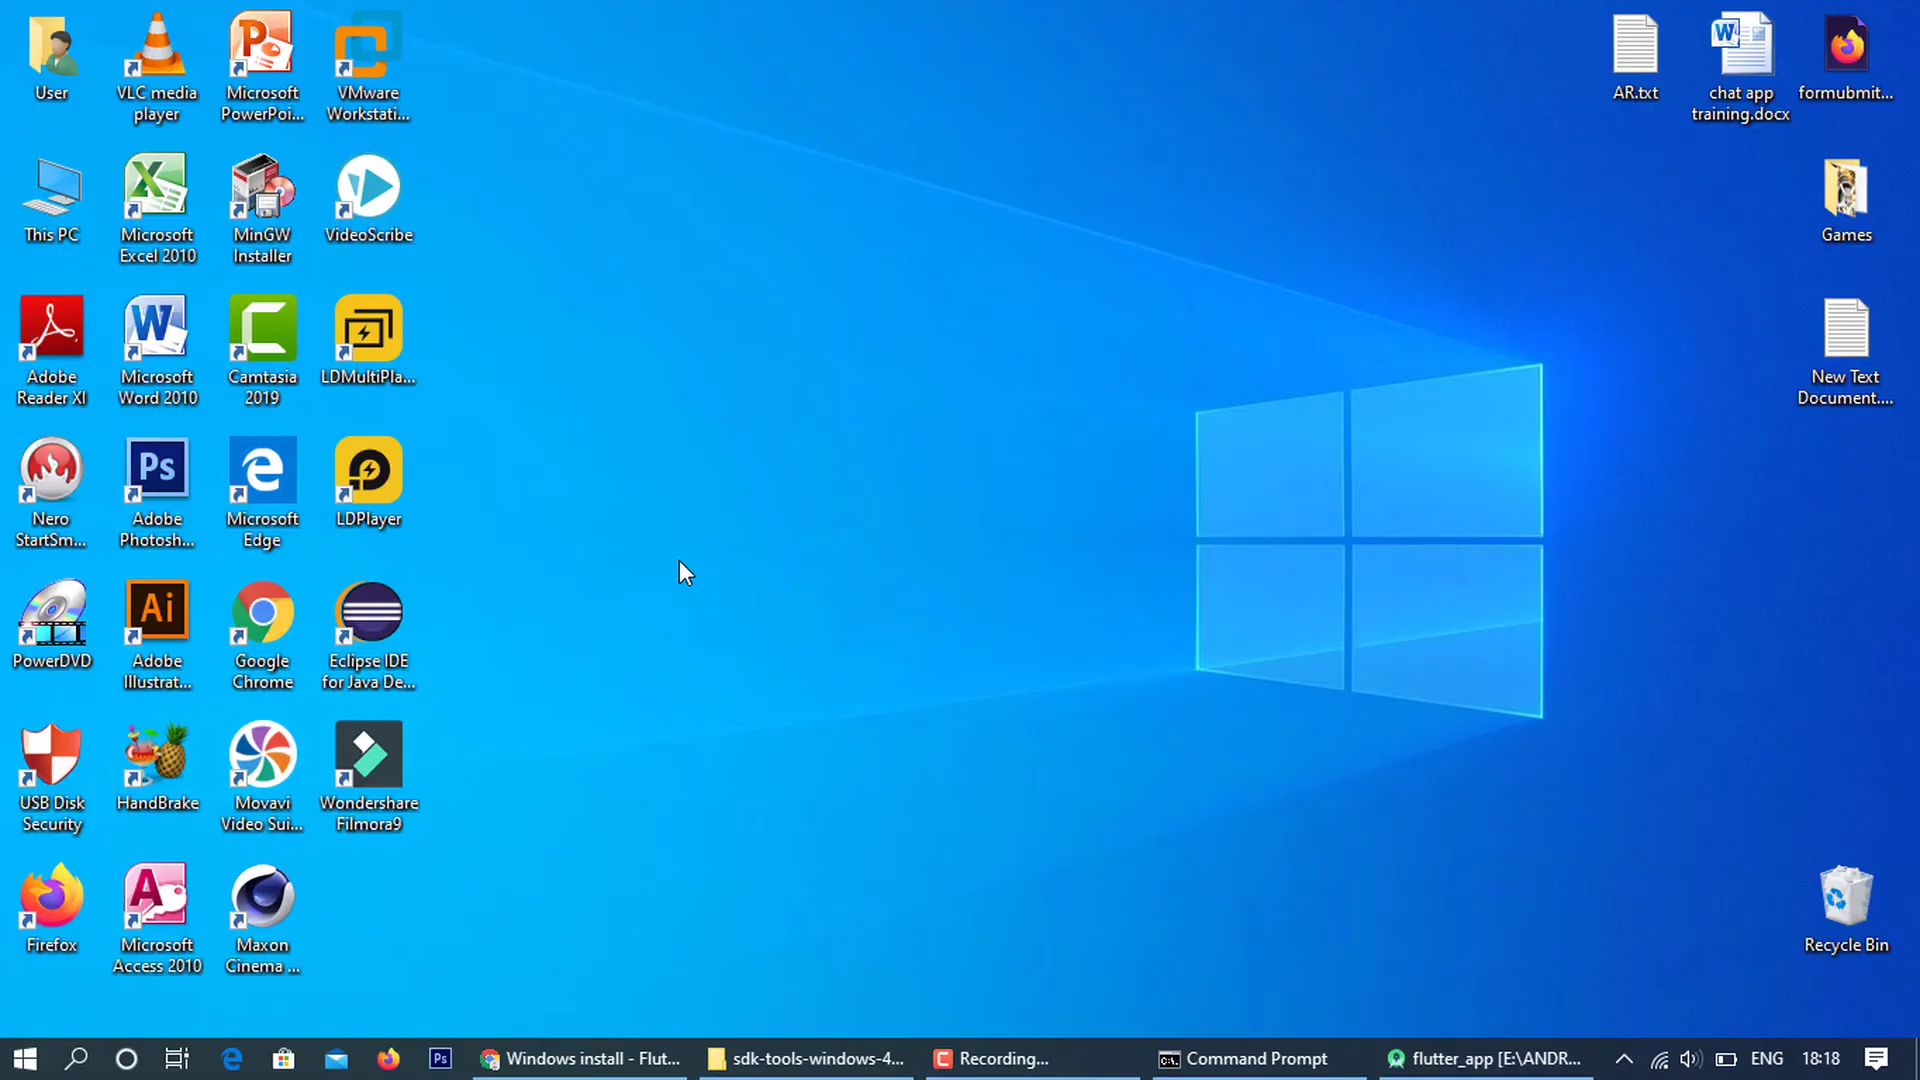 User
VLC media
player
Microsoft
PowerPoi...
VMware
Workstati...
AR.txt
chat app
training.docx
formubmit...
This PC
Microsoft
Excel 2010
MinGW
Installer
VideoScribe
Games
Adobe
Reader XI
Microsoft
Word 2010
Camtasia
2019
LDMultiPla...
New Text
Document....
Nero
StartSm...
Ps
Adobe
Photosh...
Microsoft
Edge
LDPlayer
PowerDVD
Ai
Adobe
Illustrat...
Google
Chrome
Eclipse IDE
for Java De...
USB Disk
Security
HandBrake
Movavi
Video Sui...
Wondershare
Filmora9
Firefox
Microsoft
Access 2010
Maxon
Cinema ...
Recycle Bin
Ps
Windows install - Flut...
sdk-tools-windows-4...
Recording...
Command Prompt
flutter_app [E:\ANDR...
ENG
18:18